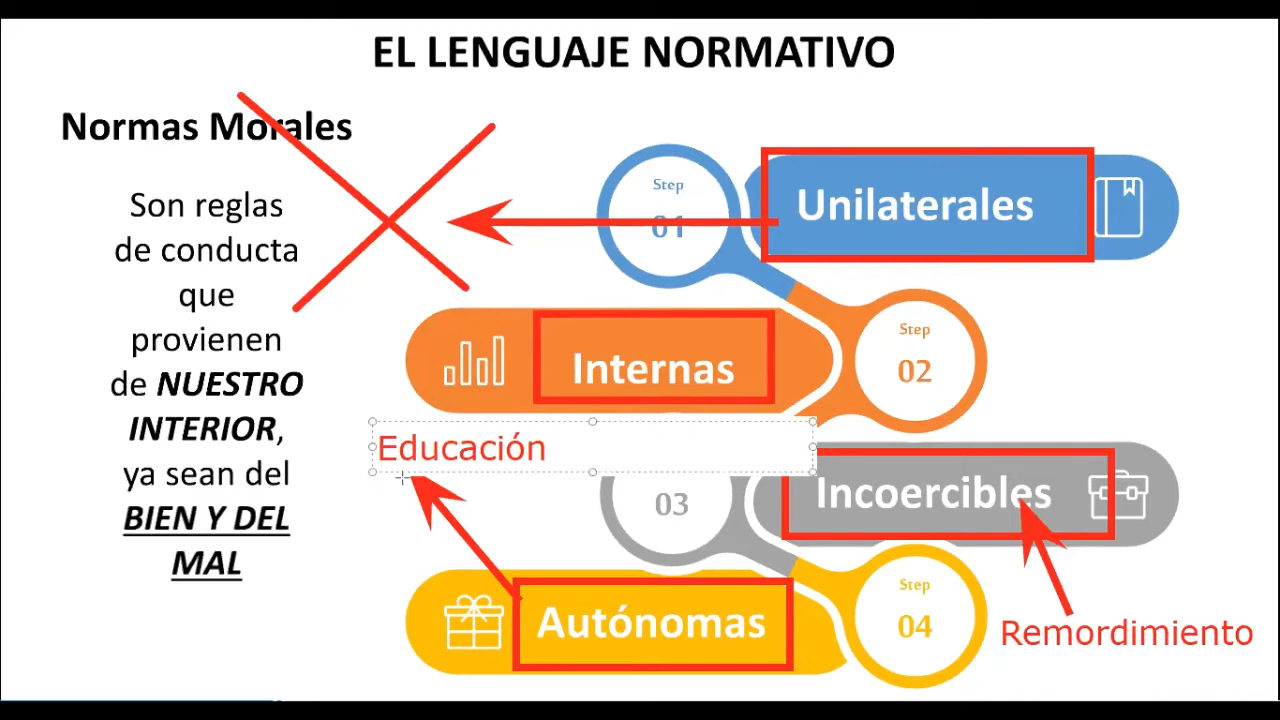 EL LENGUAJE NORMATIVO
Normas Morales
Son reglas
de conducta
que
provienen
de NUESTRO
INTERIOR,
ya sean del
BIEN Y DEL
MAL
Step
01
Unilaterales
Internas
Step
02
Educación
03
Incoercibles
Autónomas
Step
04
Remordimiento